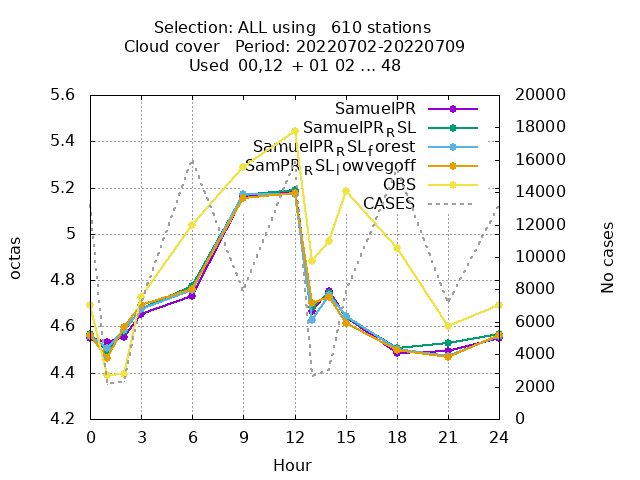 Selection: ALL using   610 stations
Cloud cover   Period: 20220702-20220709
Used  00,12  + 01 02 ... 48
5.6
5.4
5.2
5
4.8
4.6
4.4
4.2
octas
SamuelPR
SamuelPR_RSL
SamuelPR_RSL_forest
SamPR_RSL_lowvegoff
OBS
CASES
20000
18000
16000
14000
12000
10000
8000
6000
4000
2000
0
No cases
0 3 6 9 12 15 18 21 24
Hour